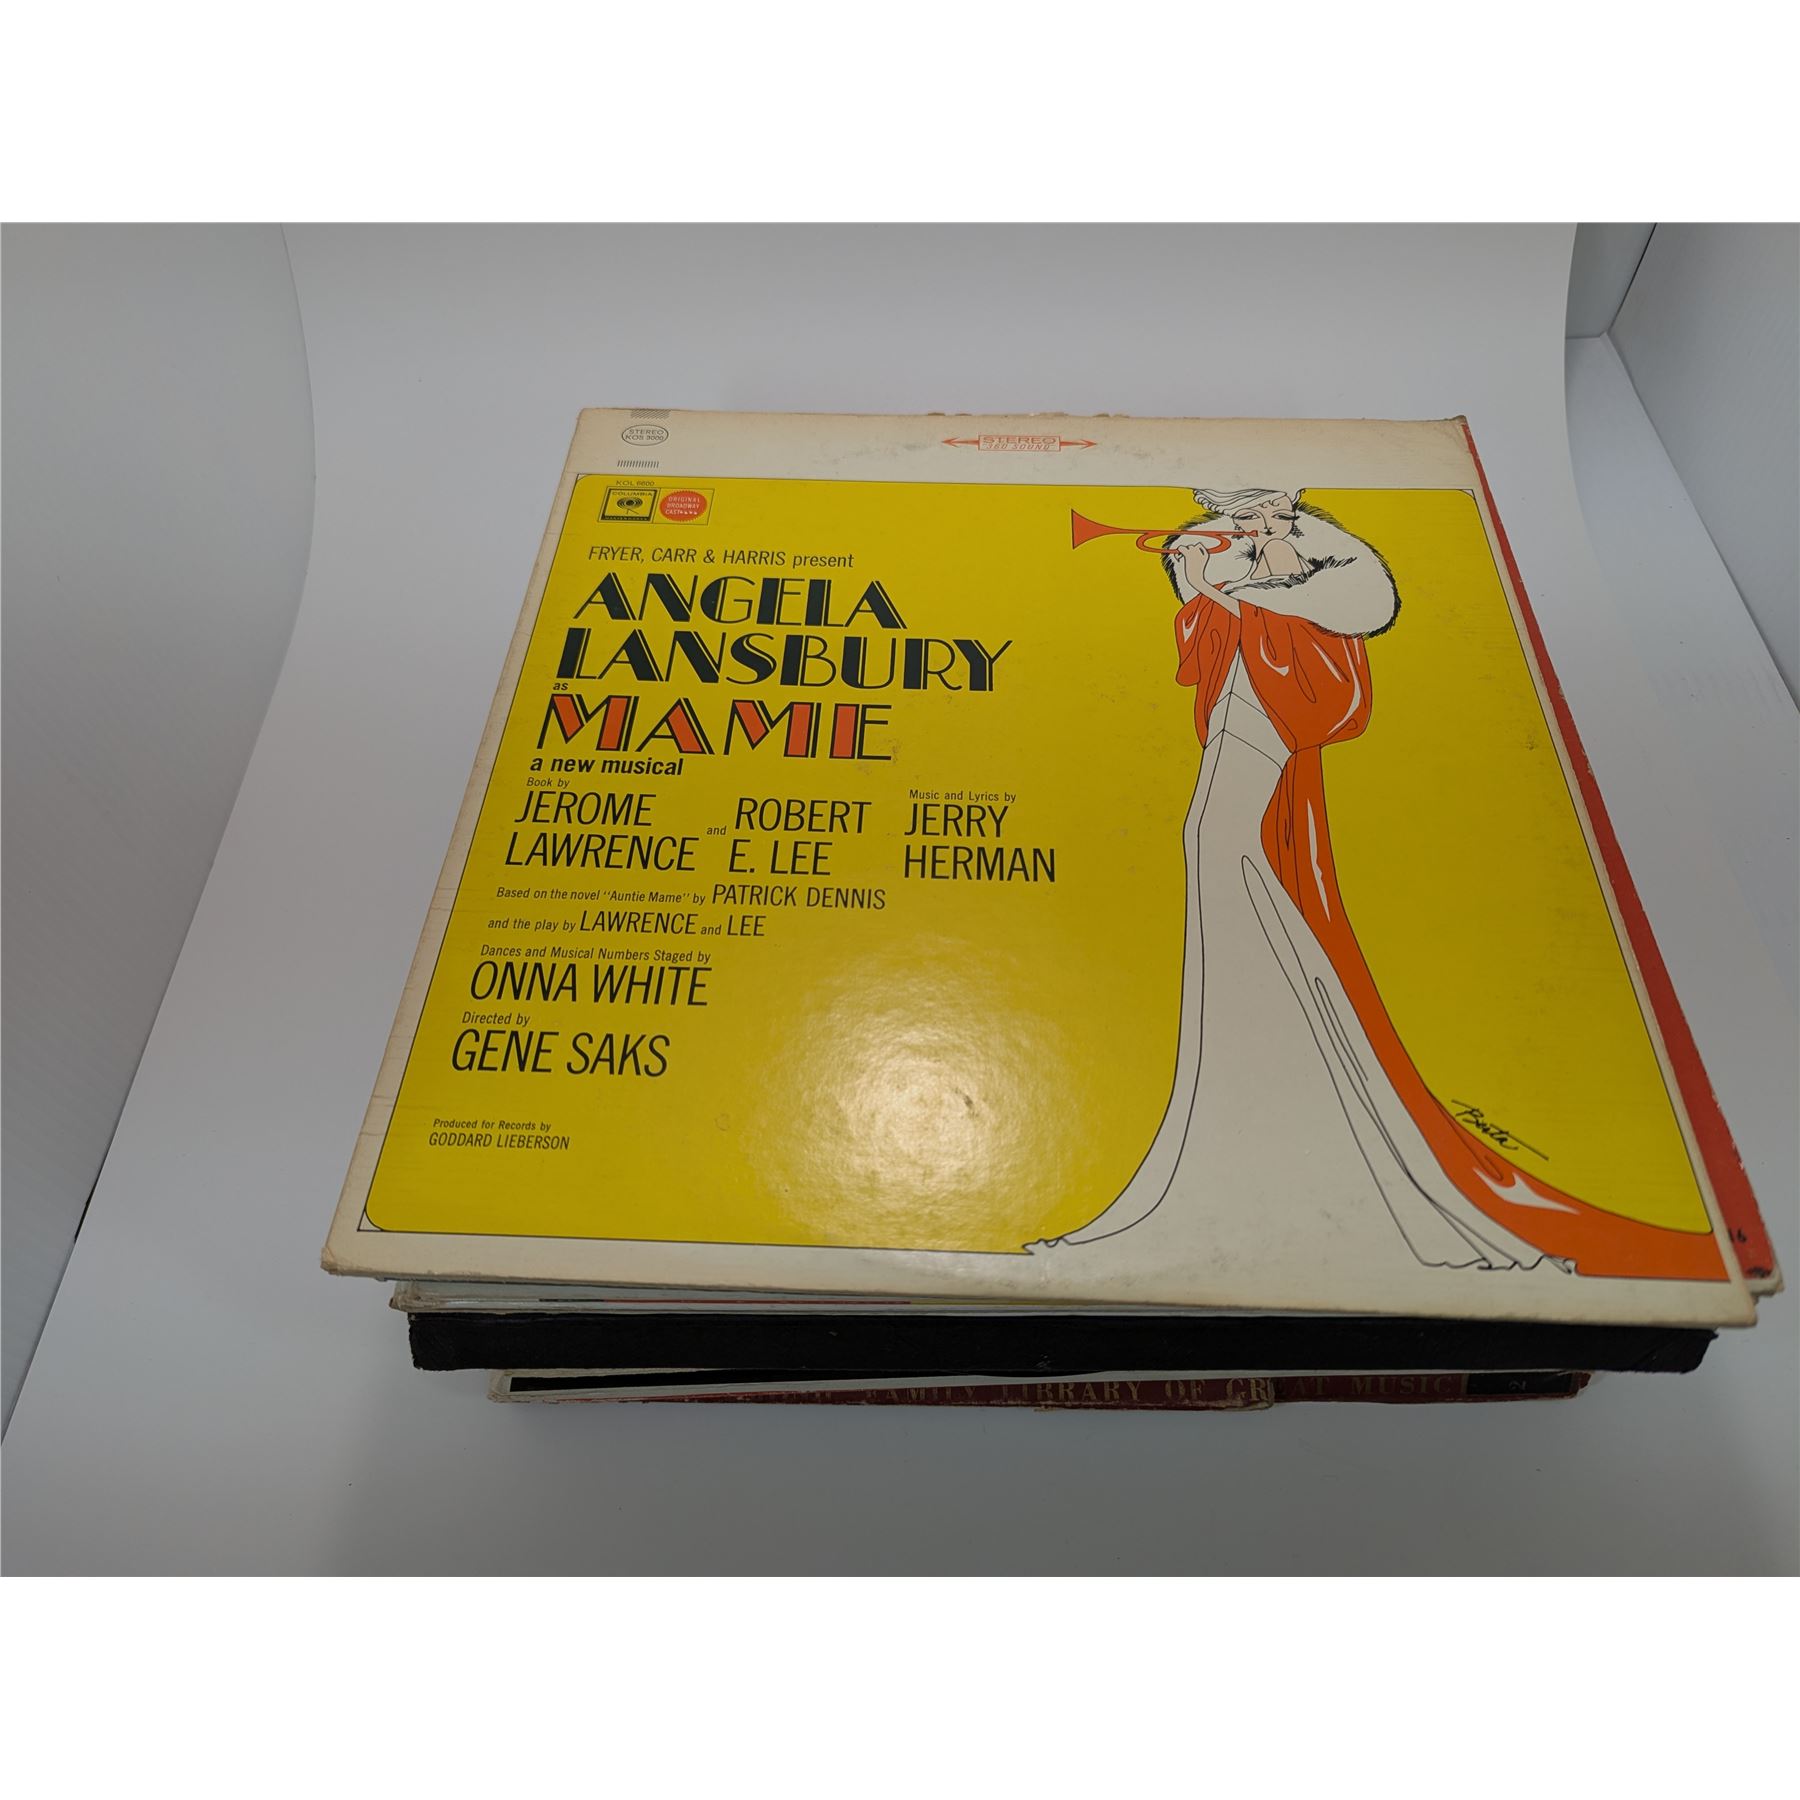 STEREO
KOS 3000
STEREO
360 SOUND
KOL 6600
COLUMBIA
ORIGINAL
BROADWAY
CAST
FRYER, CARR & HARRIS present
ANGELA
LANSBURY
as
MAME
a new musical
Book by
JEROME
LAWRENCE
and
ROBERT
E. LEE
Music and Lyrics by
JERRY
HERMAN
Based on the novel "Auntie Mame" by PATRICK DENNIS
and the play by LAWRENCE and LEE
Dances and Musical Numbers Staged by
ONNA WHITE
Directed by
GENE SAKS
Produced for Records by
GODDARD LIEBERSON
Berta
16
FAMILY LIBRARY OF GREAT MUSIC
2